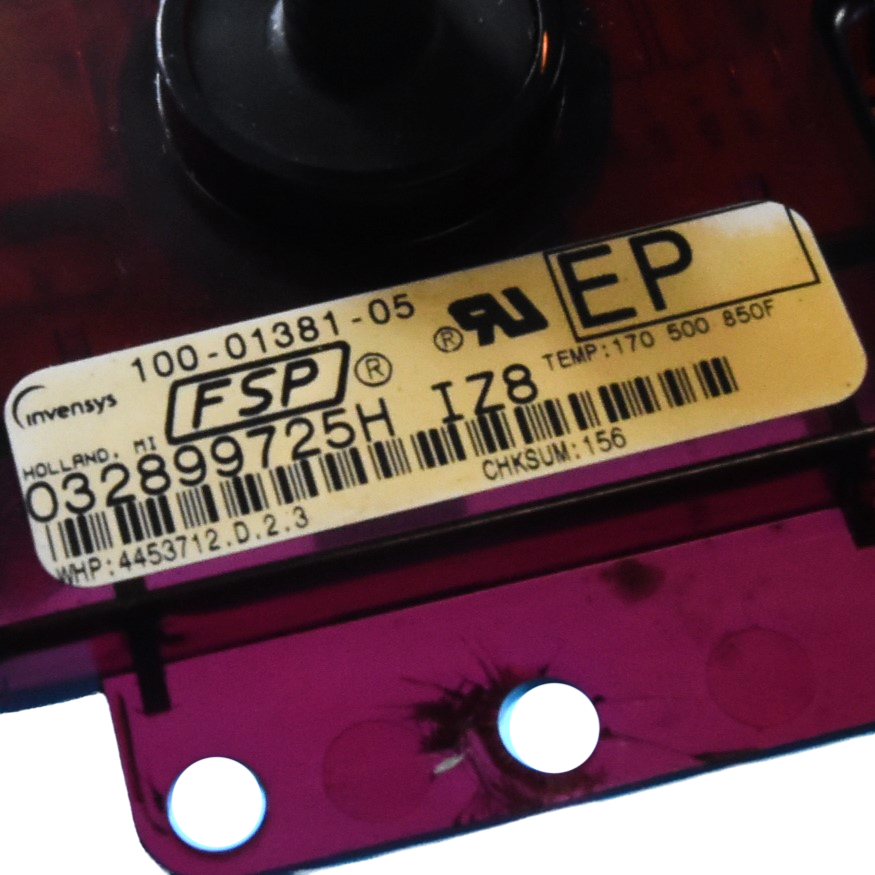 100-01381-05
EP
invensys
FSP®
®RU
TEMP:170 500 850F
HOLLAND, MI
032899725H IZ8
CHKSUM:156
WHP:4453712.D.2.3